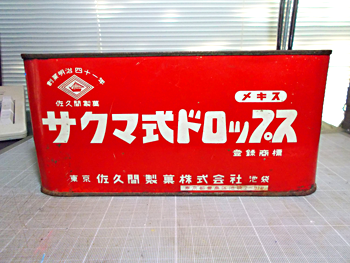 創業明治四十一年
佐久間製菓
メキス
サクマ式ドロップス
登録商標
東京 佐久間製菓株式会社 池袋